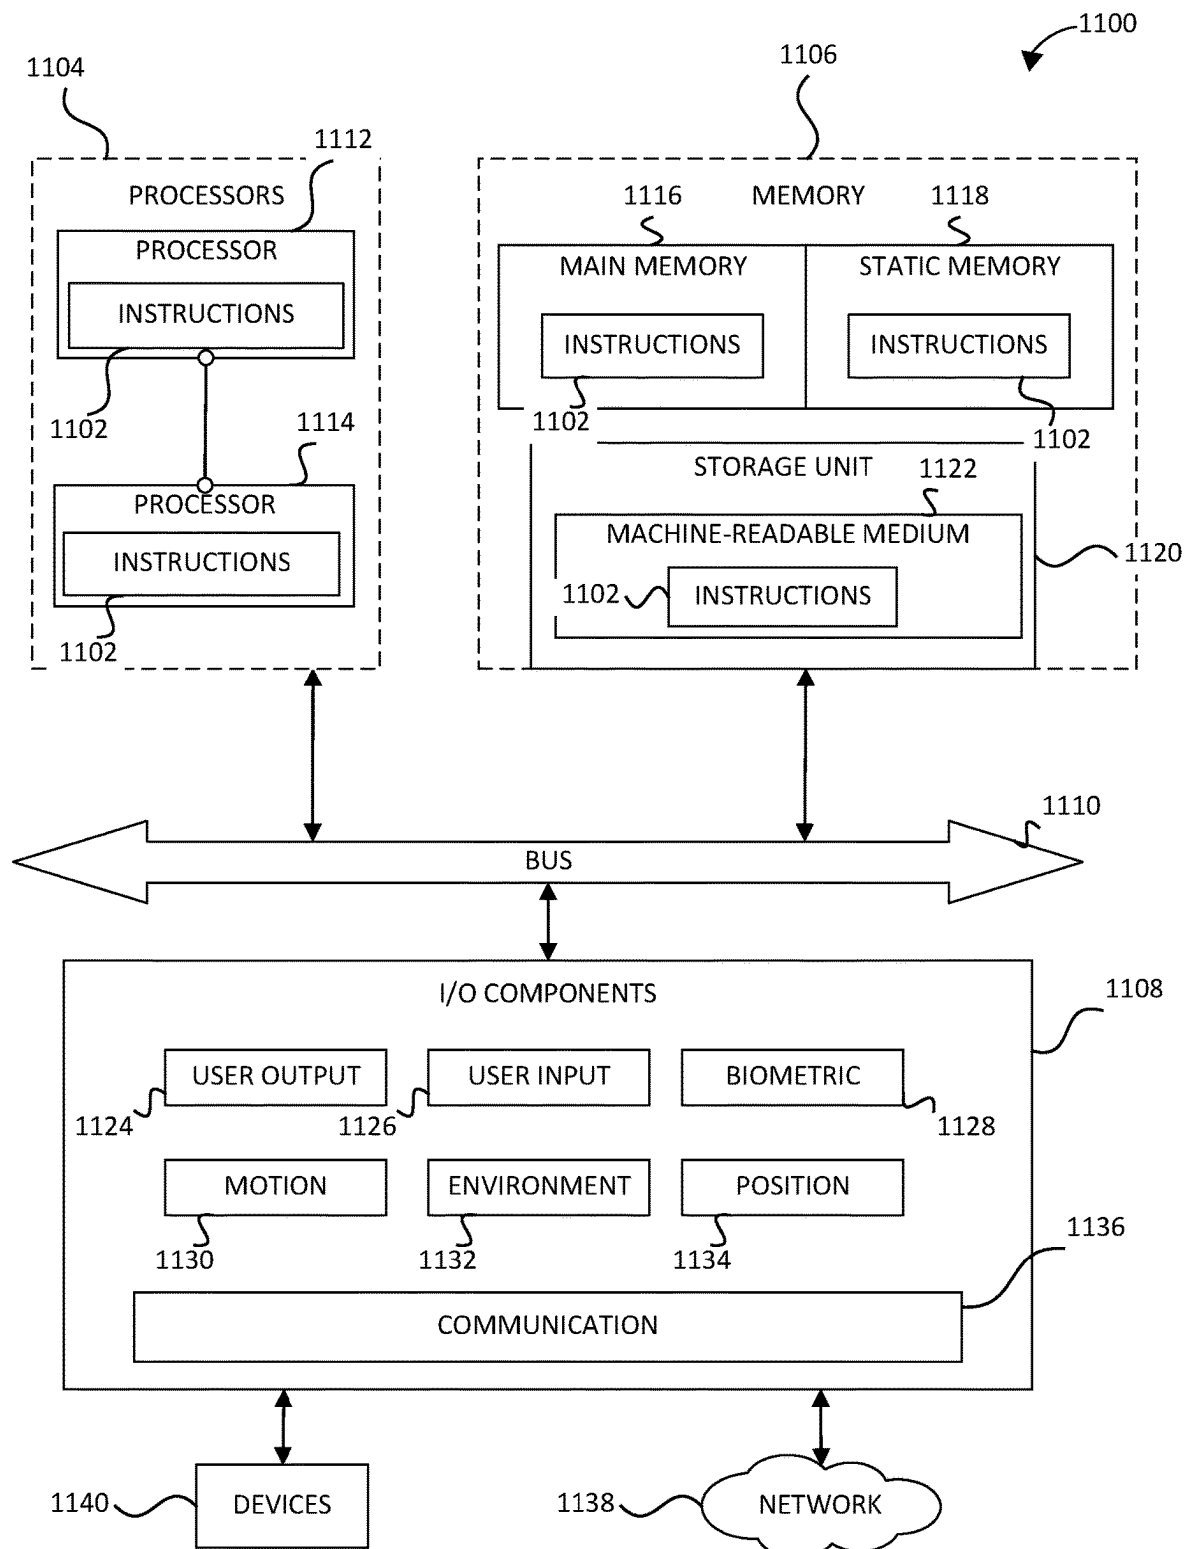 1100
1104
1106
1112
PROCESSORS
1116
MEMORY
1118
PROCESSOR
MAIN MEMORY
STATIC MEMORY
INSTRUCTIONS
INSTRUCTIONS
INSTRUCTIONS
1102
1114
1102
1102
STORAGE UNIT
1122
PROCESSOR
MACHINE-READABLE MEDIUM
1120
INSTRUCTIONS
1102
INSTRUCTIONS
1102
1110
BUS
I/O COMPONENTS
1108
USER OUTPUT
USER INPUT
BIOMETRIC
1124
1126
1128
MOTION
ENVIRONMENT
POSITION
1130
1132
1134
1136
COMMUNICATION
1140
DEVICES
1138
NETWORK